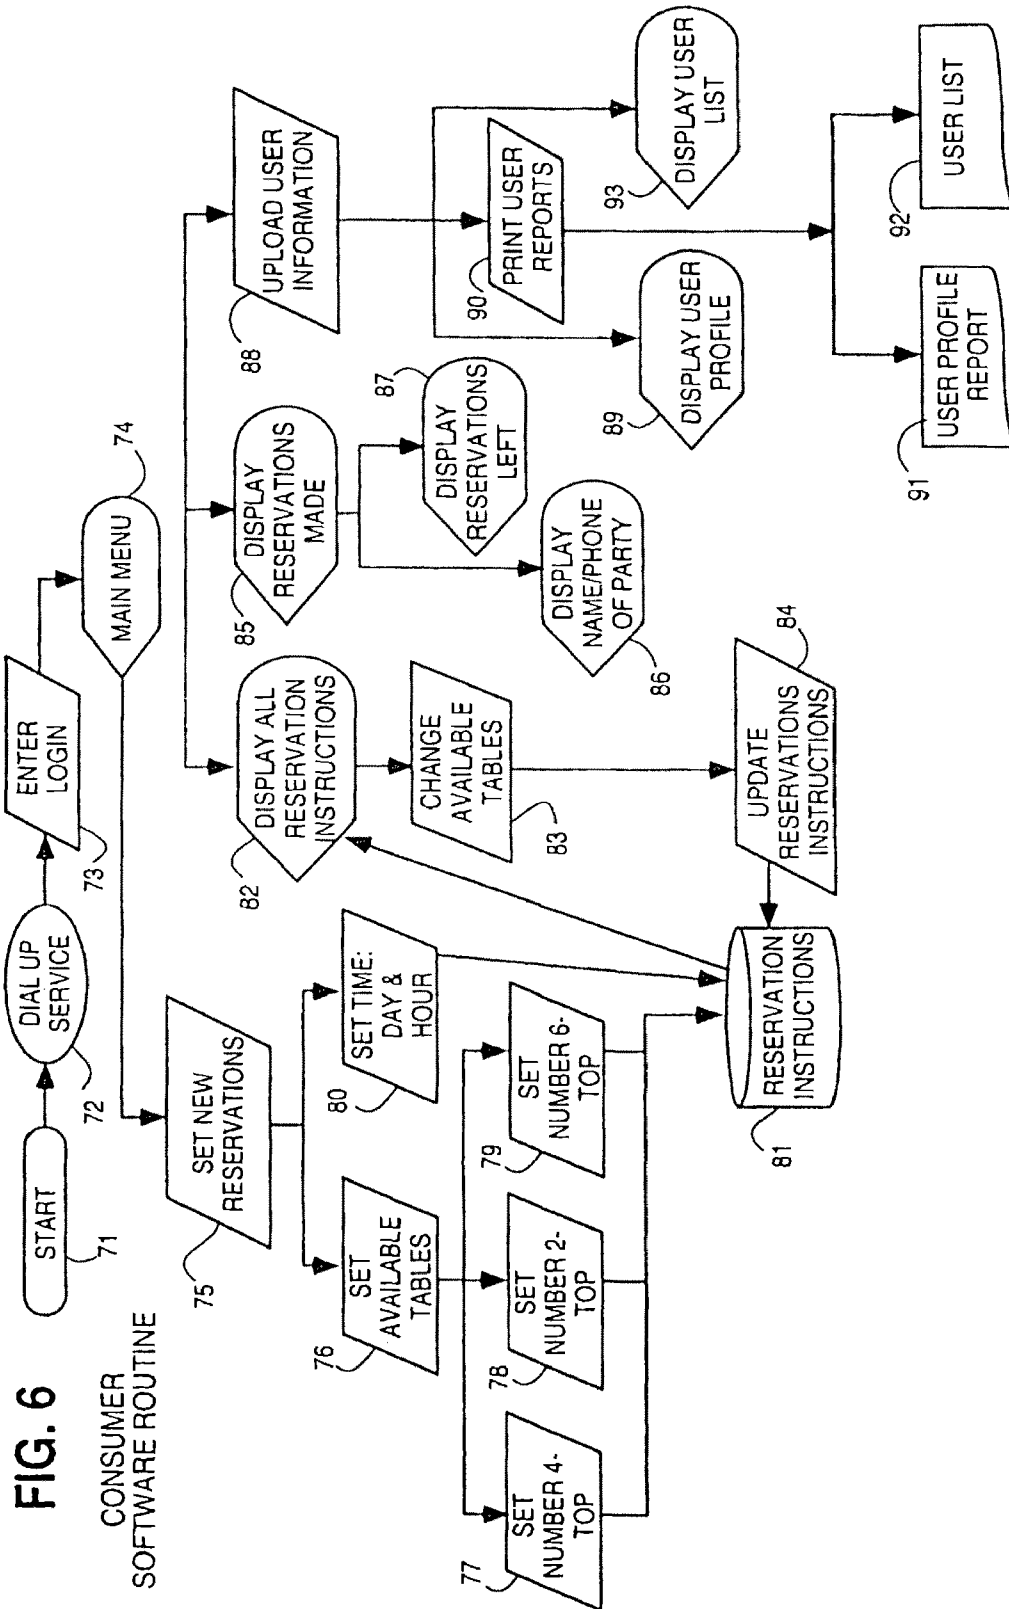 FIG. 6
CONSUMER
SOFTWARE ROUTINE
START
71
DIAL UP
SERVICE
72
ENTER
LOGIN
73
MAIN MENU
74
SET NEW
RESERVATIONS
75
SET
AVAILABLE
TABLES
76
SET
NUMBER 4-
TOP
77
SET
NUMBER 2-
TOP
78
SET
NUMBER 6-
TOP
79
SET TIME:
DAY &
HOUR
80
RESERVATION
INSTRUCTIONS
81
DISPLAY ALL
RESERVATION
INSTRUCTIONS
82
CHANGE
AVAILABLE
TABLES
83
UPDATE
RESERVATIONS
INSTRUCTIONS
84
DISPLAY
RESERVATIONS
MADE
85
DISPLAY
NAME/PHONE
OF PARTY
86
DISPLAY
RESERVATIONS
LEFT
87
UPLOAD USER
INFORMATION
88
DISPLAY USER
PROFILE
89
PRINT USER
REPORTS
90
USER PROFILE
REPORT
91
USER LIST
92
DISPLAY USER
LIST
93